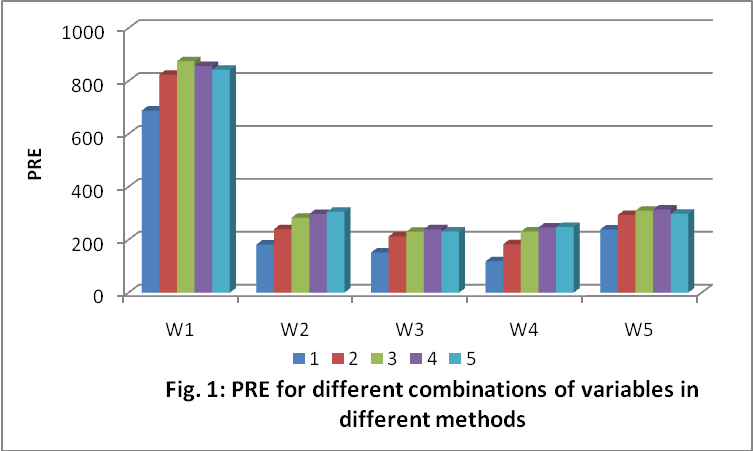 PRE
1000
800
600
400
200
0
W1 W2 W3 W4 W5
1 2 3 4 5
Fig. 1: PRE for different combinations of variables in
different methods